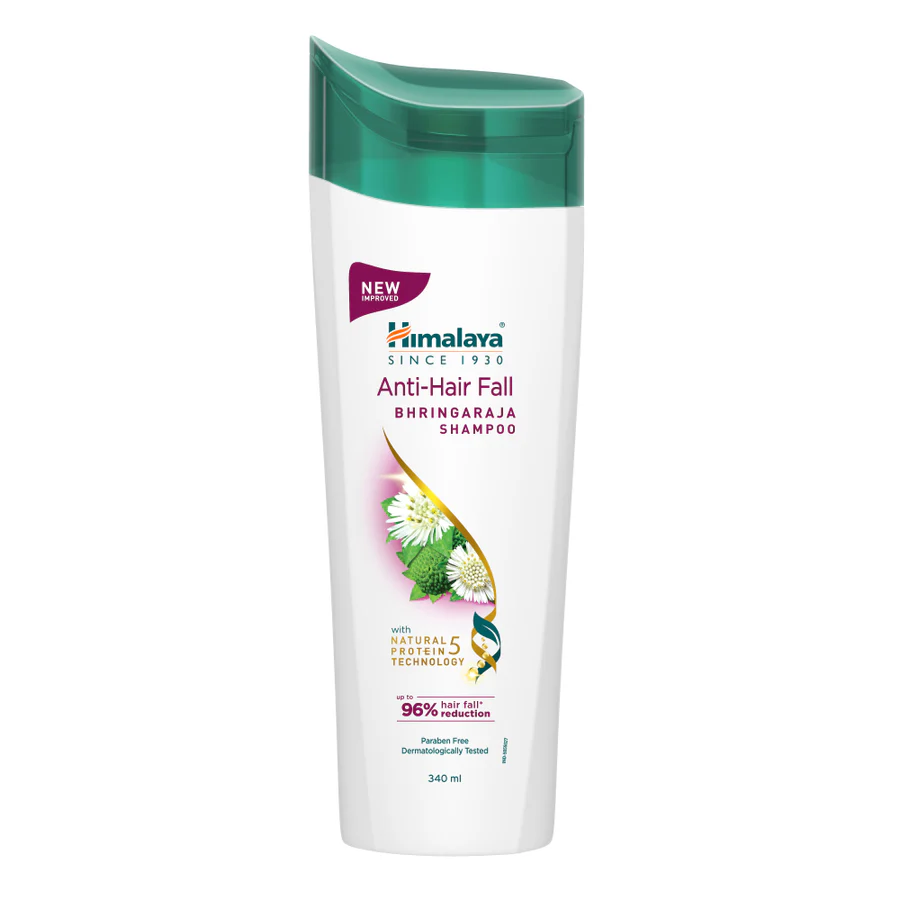 NEW
IMPROVED
Himalaya®
SINCE 1930
Anti-Hair Fall
BHRINGARAJA
SHAMPOO
with
NATURAL
PROTEIN 5
TECHNOLOGY
up to
96% hair fall*
reduction
Paraben Free
Dermatologically Tested
340 ml